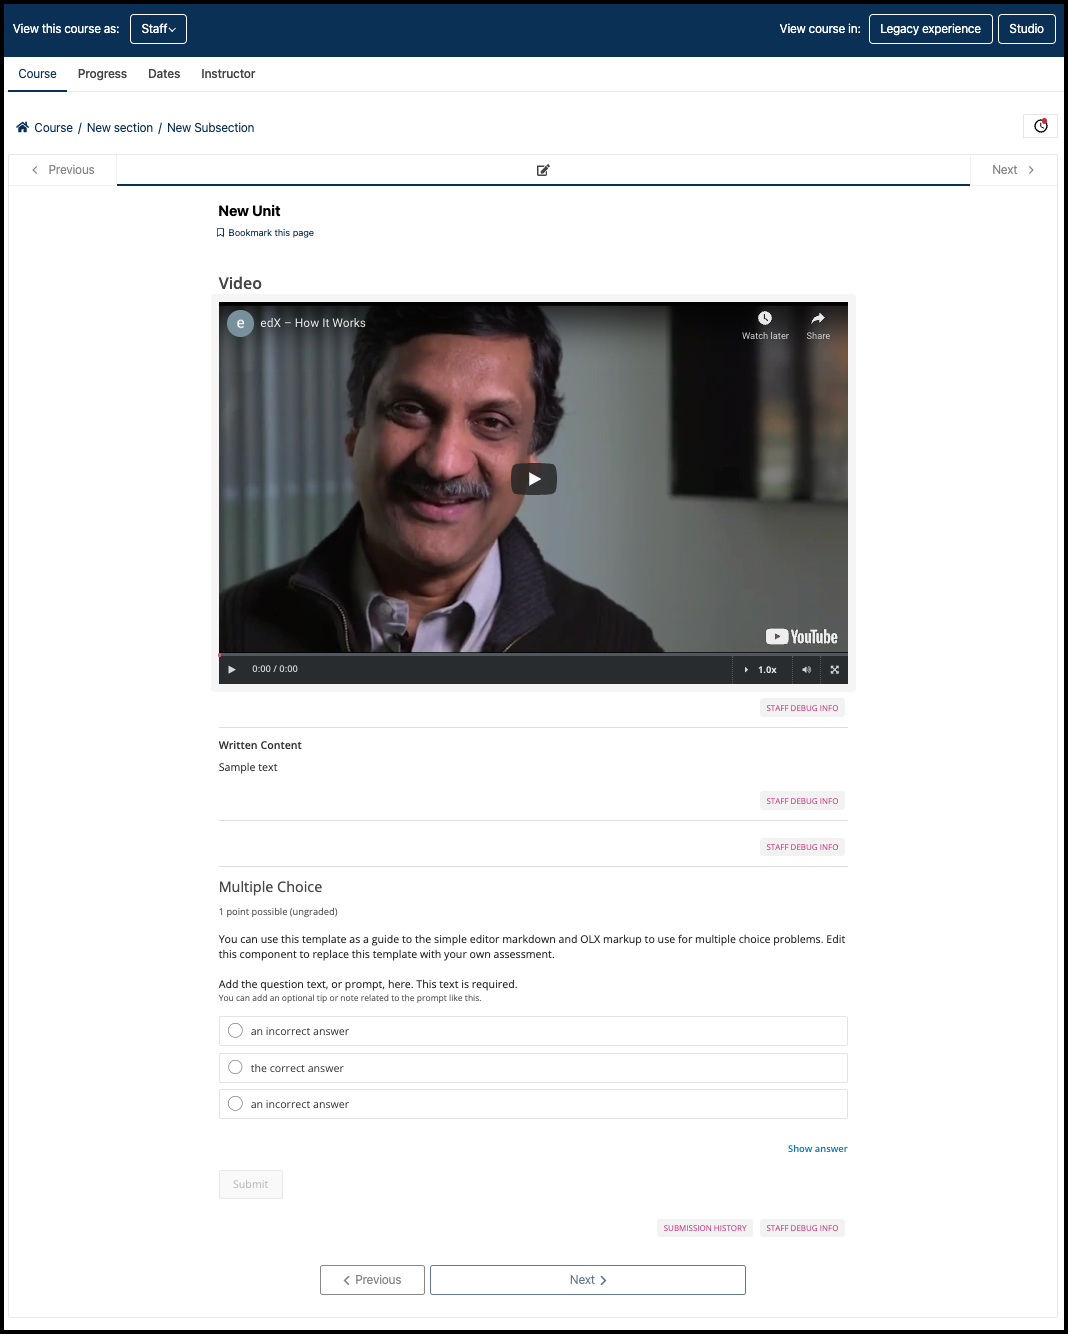 View this course as: Staff View course in: Legacy experience Studio
Course Progress Dates Instructor
Course / New section / New Subsection
Previous Next
New Unit
Bookmark this page
Video
e edX – How It Works
Watch later Share
YouTube
0:00 / 0:00 1.0x
STAFF DEBUG INFO
Written Content
Sample text
STAFF DEBUG INFO
STAFF DEBUG INFO
Multiple Choice
1 point possible (ungraded)
You can use this template as a guide to the simple editor markdown and OLX markup to use for multiple choice problems. Edit
this component to replace this template with your own assessment.
Add the question text, or prompt, here. This text is required.
You can add an optional tip or note related to the prompt like this.
an incorrect answer
the correct answer
an incorrect answer
Show answer
Submit
SUBMISSION HISTORY STAFF DEBUG INFO
Previous Next